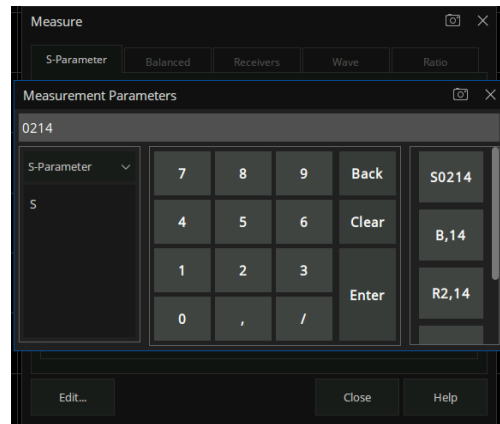 Measure
S-Parameter Balanced Receivers Wave Ratio
Measurement Parameters
0214
S-Parameter
S
7 8 9 Back
4 5 6 Clear
1 2 3
Enter
0 , /
S0214
B,14
R2,14
Edit... Close Help